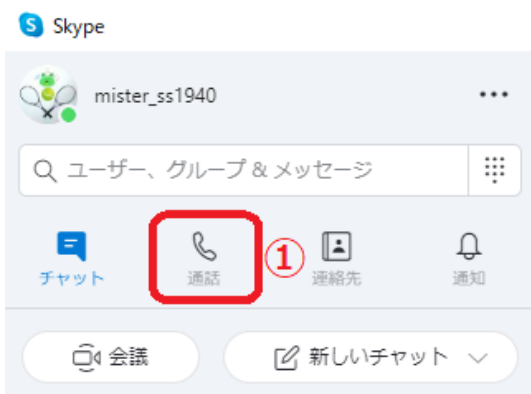 Skype
mister_ss1940
ユーザー、グループ & メッセージ
チャット 通話 ① 連絡先 通知
会議 新しいチャット